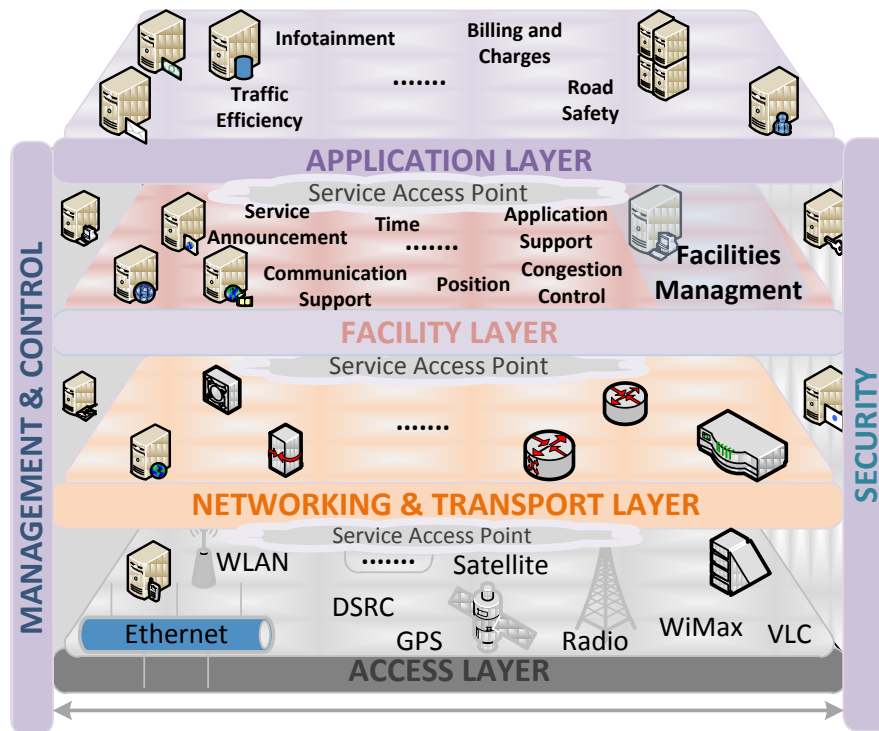 Infotainment
Billing and
Charges
.......
Traffic
Efficiency
Road
Safety
APPLICATION LAYER
Service Access Point
Service
Announcement
Time
.......
Application
Support
Communication
Support
Position
Congestion
Control
Facilities
Managment
FACILITY LAYER
Service Access Point
.......
NETWORKING & TRANSPORT LAYER
Service Access Point
WLAN
.......
Satellite
DSRC
Ethernet
GPS
Radio
WiMax
VLC
ACCESS LAYER
MANAGEMENT & CONTROL
SECURITY